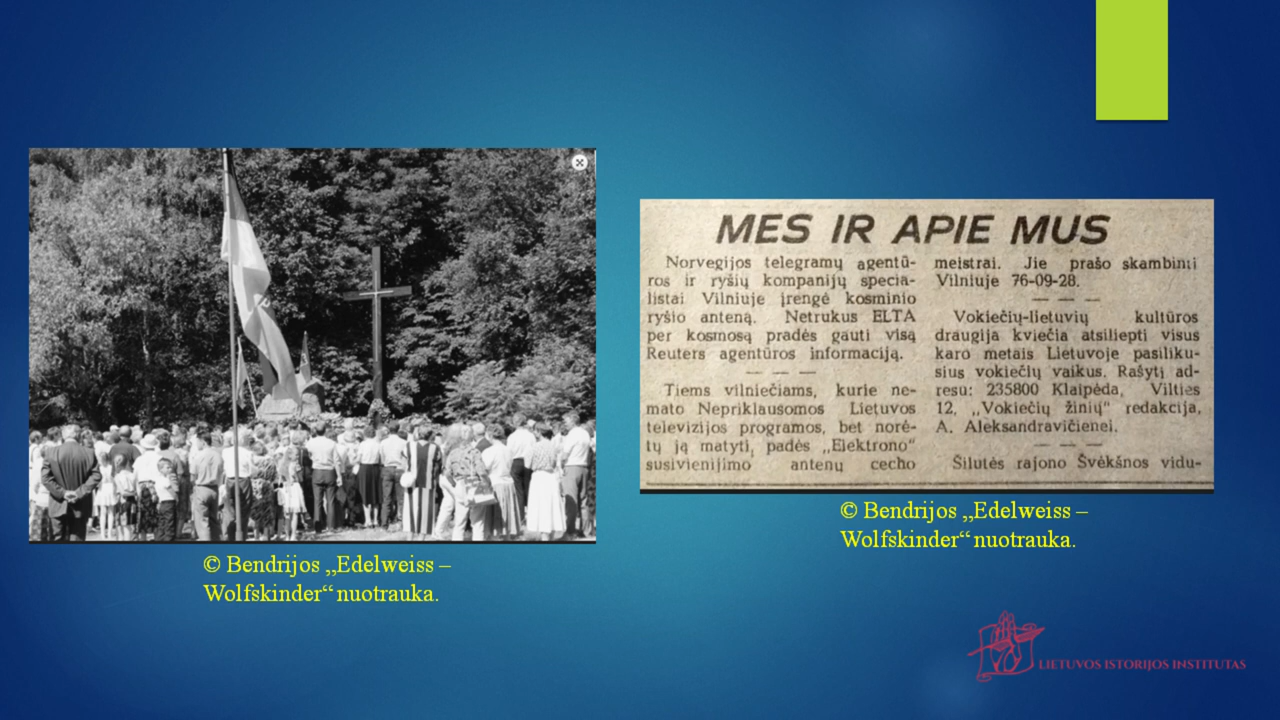 MES IR APIE MUS
Norvegijos telegramų agentū-
ros ir ryšių kompanijų specia-
listai Vilniuje įrengė kosminio
ryšio anteną. Netrukus ELTA
per kosmosą pradės gauti visą
Reuters agentūros informaciją.
— — —
Tiems vilniečiams, kurie ne-
mato Nepriklausomos Lietuvos
televizijos programos, bet norė-
tų ją matyti, padės „Elektrono“
susivienijimo antenų cecho
meistrai. Jie prašo skambinti
Vilniuje 76-09-28.
— — —
Vokiečių-lietuvių kultūros
draugija kviečia atsiliepti visus
karo metais Lietuvoje pasiliku-
sius vokiečių vaikus. Rašyti ad-
resu: 235800 Klaipėda, Vilties
12, „Vokiečių žinių“ redakcija,
A. Aleksandravičienei.
— — —
Šilutės rajono Švėkšnos vidu-
© Bendrijos „Edelweiss –
Wolfskinder“ nuotrauka.
© Bendrijos „Edelweiss –
Wolfskinder“ nuotrauka.
LIETUVOS ISTORIJOS INSTITUTAS